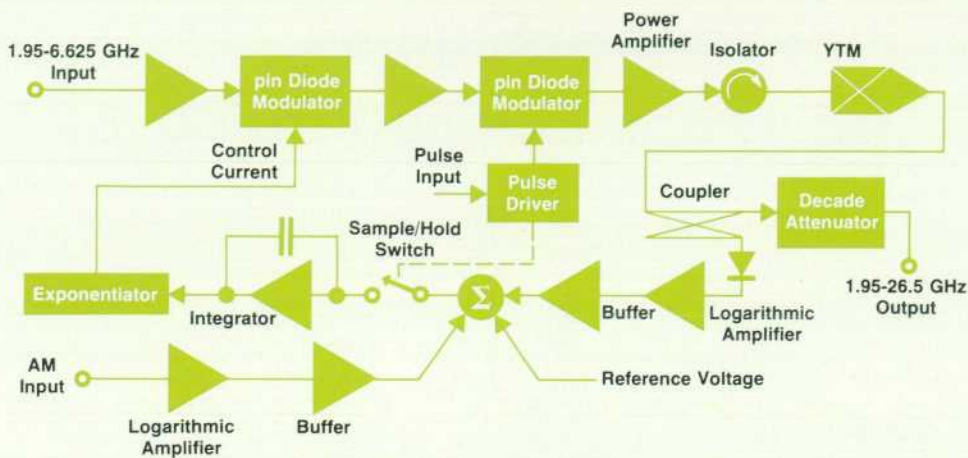 1.95-6.625 GHz
Input
pin Diode
Modulator
pin Diode
Modulator
Power
Amplifier
Isolator
YTM
Control
Current
Pulse
Input
Pulse
Driver
Coupler
Decade
Attenuator
Sample/Hold
Switch
Exponentiator
Integrator
Σ
Buffer
Logarithmic
Amplifier
1.95-26.5 GHz
Output
AM
Input
Logarithmic
Amplifier
Buffer
Reference Voltage